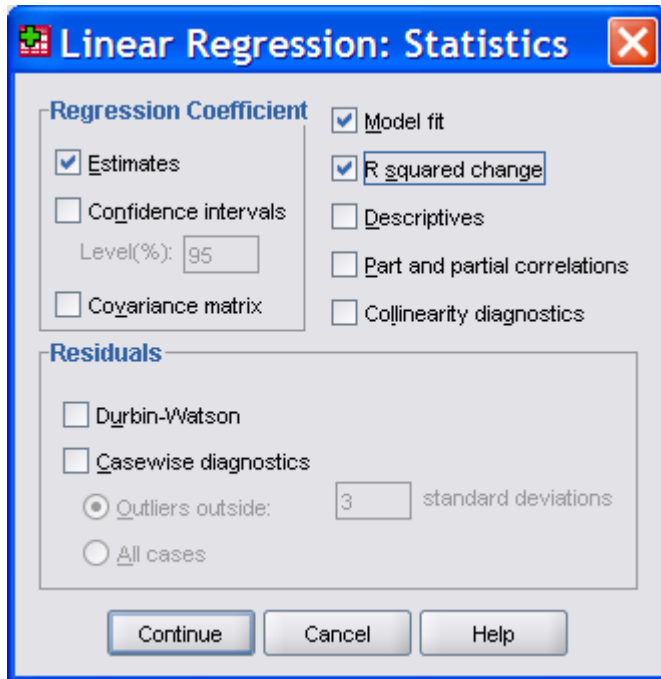 Linear Regression: Statistics
Regression Coefficient
Estimates
Confidence intervals
Level(%): 95
Covariance matrix
Model fit
R squared change
Descriptives
Part and partial correlations
Collinearity diagnostics
Residuals
Durbin-Watson
Casewise diagnostics
Outliers outside: 3 standard deviations
All cases
Continue Cancel Help